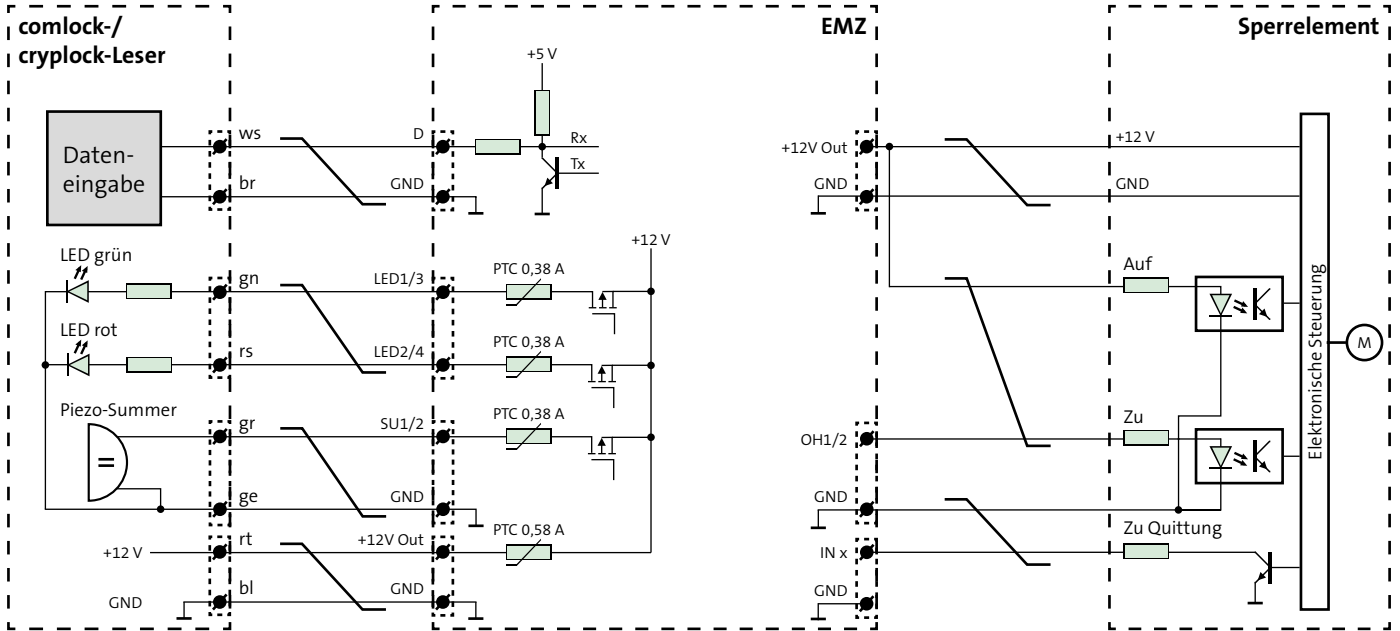 comlock-/
cryplock-Leser
EMZ
Sperrelement
+5 V
Daten-
eingabe
ws
D
Rx
Tx
br
GND
+12V Out
+12 V
GND
GND
+12 V
LED grün
gn
LED1/3
PTC 0,38 A
Auf
LED rot
rs
LED2/4
PTC 0,38 A
Elektronische Steuerung
M
Piezo-Summer
gr
SU1/2
PTC 0,38 A
OH1/2
Zu
=
ge
GND
GND
+12 V
rt
+12V Out
PTC 0,58 A
IN x
Zu Quittung
GND
bl
GND
GND